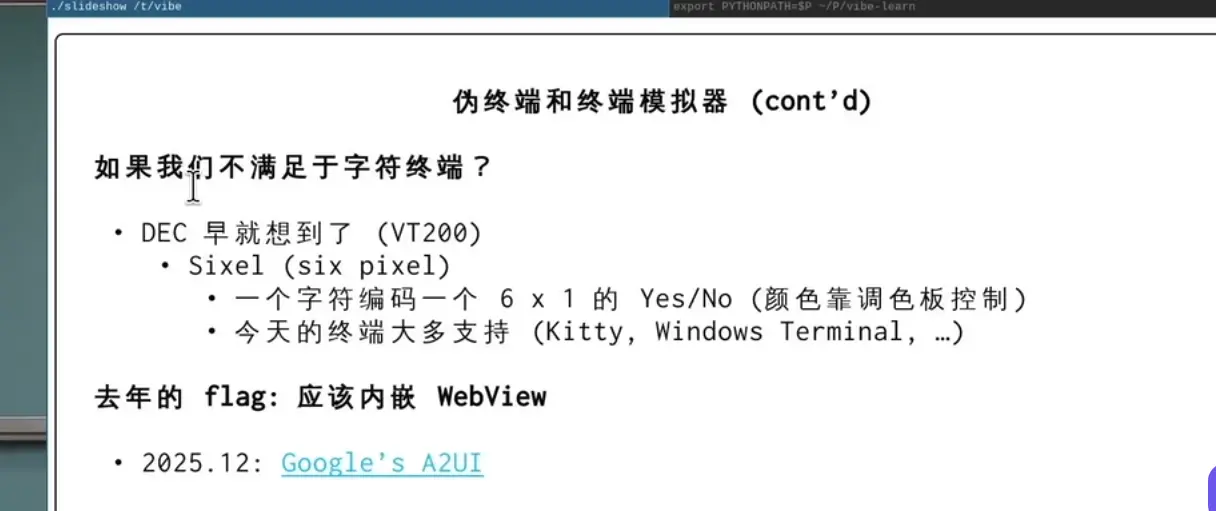 ./slideshow /t/vibe
export PYTHONPATH=$P ~/P/vibe-learn
伪终端和终端模拟器 (cont’d)
如果我们不满足于字符终端？
• DEC 早就想到了 (VT200)
• Sixel (six pixel)
• 一个字符编码一个 6 x 1 的 Yes/No (颜色靠调色板控制)
• 今天的终端大多支持 (Kitty, Windows Terminal, …)
去年的 flag: 应该内嵌 WebView
• 2025.12: Google’s A2UI